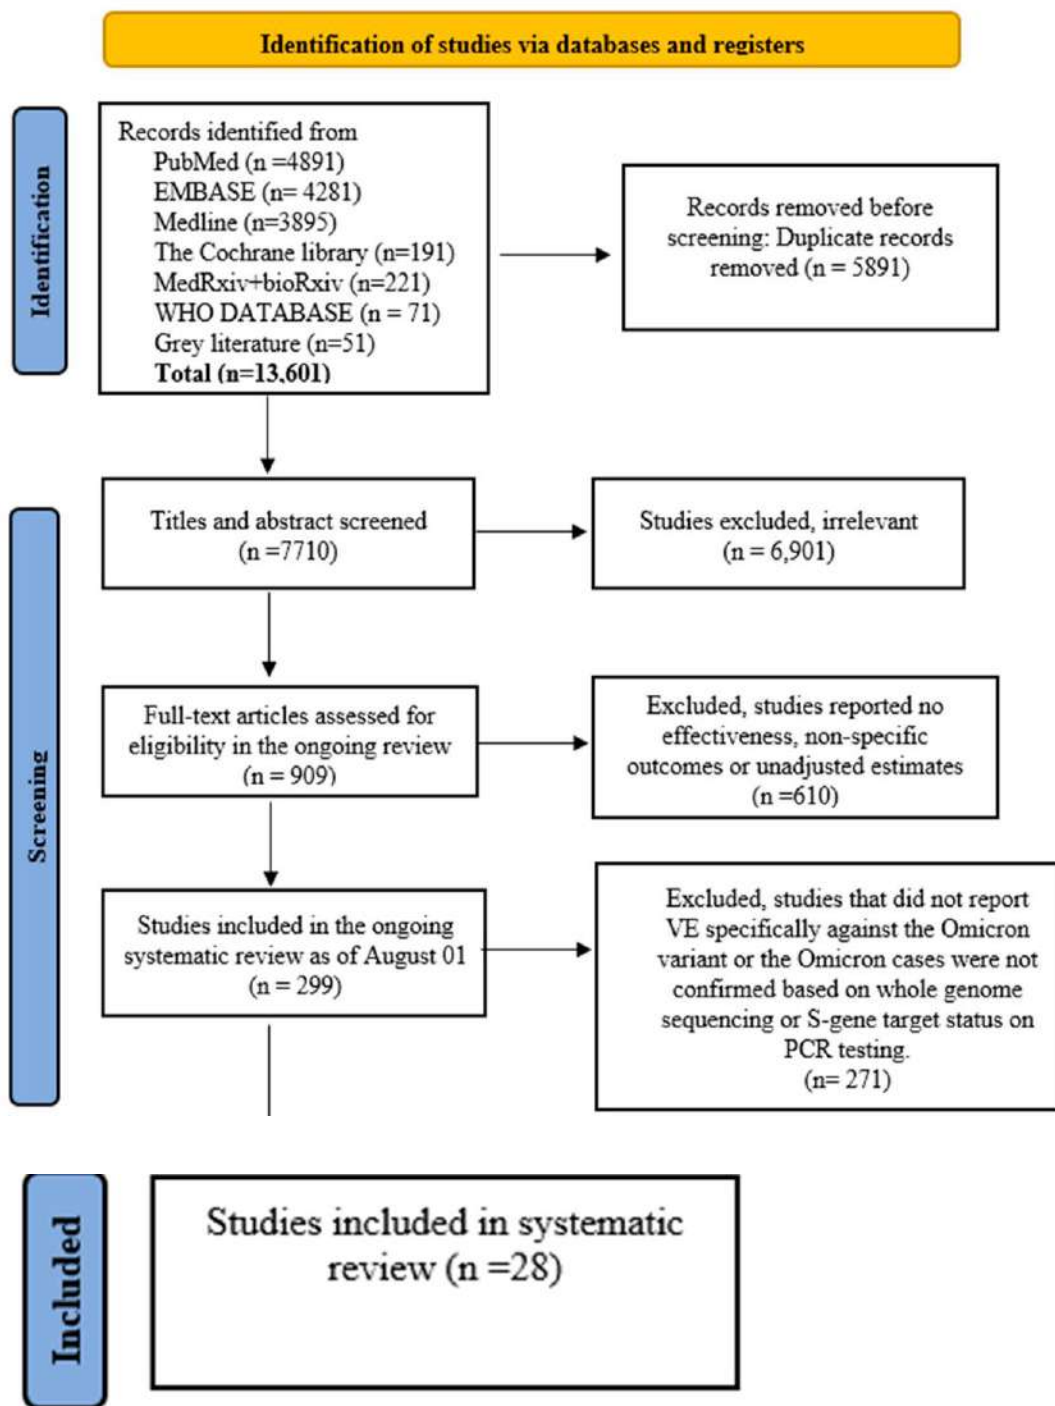 Identification of studies via databases and registers
Identification
Records identified from
PubMed (n =4891)
EMBASE (n= 4281)
Medline (n=3895)
The Cochrane library (n=191)
MedRxiv+bioRxiv (n=221)
WHO DATABASE (n = 71)
Grey literature (n=51)
Total (n=13,601)
Records removed before
screening: Duplicate records
removed (n = 5891)
Screening
Titles and abstract screened
(n =7710)
Studies excluded, irrelevant
(n = 6,901)
Full-text articles assessed for
eligibility in the ongoing review
(n = 909)
Excluded, studies reported no
effectiveness, non-specific
outcomes or unadjusted estimates
(n =610)
Studies included in the ongoing
systematic review as of August 01
(n = 299)
Excluded, studies that did not report
VE specifically against the Omicron
variant or the Omicron cases were not
confirmed based on whole genome
sequencing or S-gene target status on
PCR testing.
(n= 271)
Included
Studies included in systematic
review (n =28)